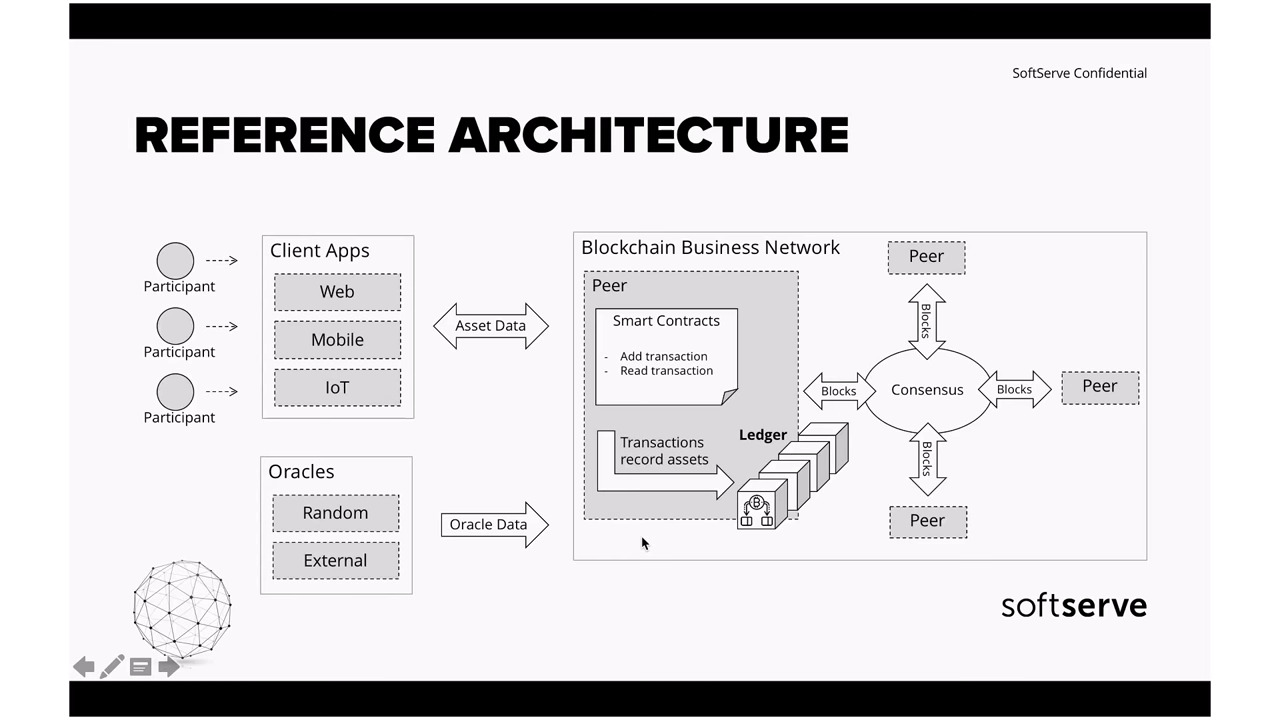 SoftServe Confidential
REFERENCE ARCHITECTURE
Participant
Participant
Participant
Client Apps
Web
Mobile
IoT
Oracles
Random
External
Asset Data
Oracle Data
Blockchain Business Network
Peer
Smart Contracts
- Add transaction
- Read transaction
Transactions
record assets
Ledger
B
Blocks
Consensus
Blocks
Peer
Blocks
Peer
Blocks
Peer
softserve